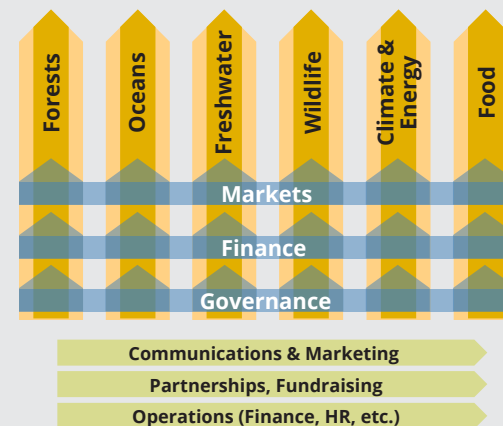 Forests
Oceans
Freshwater
Wildlife
Climate &
Energy
Food
Markets
Finance
Governance
Communications & Marketing
Partnerships, Fundraising
Operations (Finance, HR, etc.)